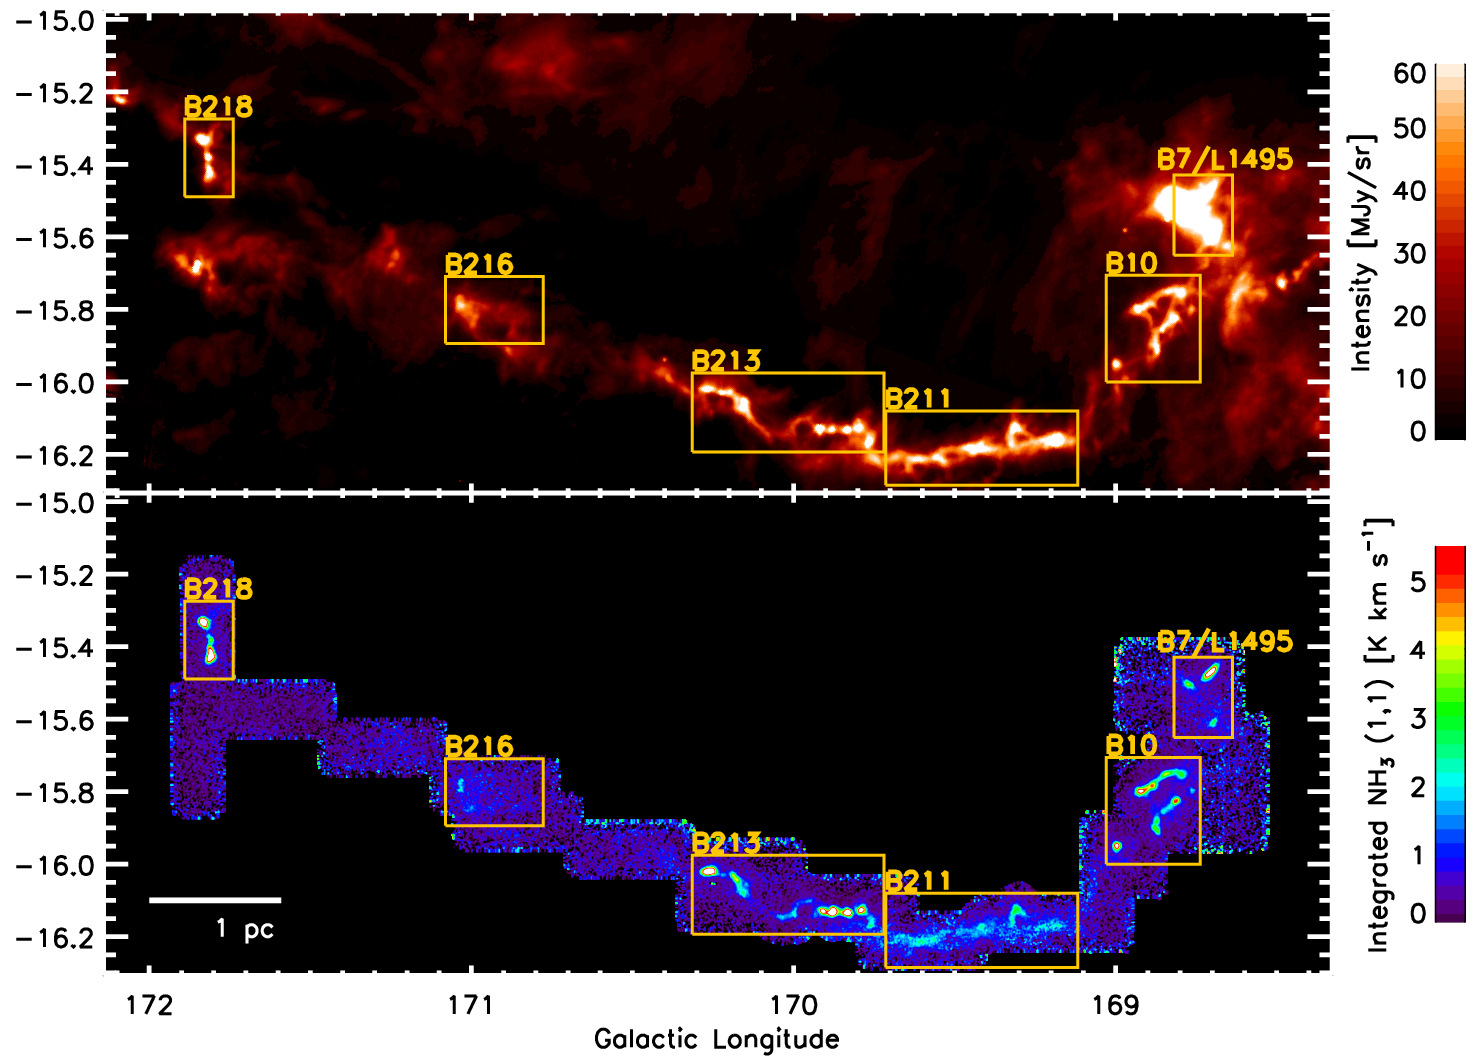 −15.0
−15.2
−15.4
−15.6
−15.8
−16.0
−16.2
B218
B216
B213
B211
B7/L1495
B10
60
50
40
30
20
10
0
Intensity [MJy/sr]
−15.0
−15.2
−15.4
−15.6
−15.8
−16.0
−16.2
B218
B216
B213
B211
B7/L1495
B10
1 pc
5
4
3
2
1
0
Integrated NH₃ (1,1) [K km s⁻¹]
172 171 170 169
Galactic Longitude